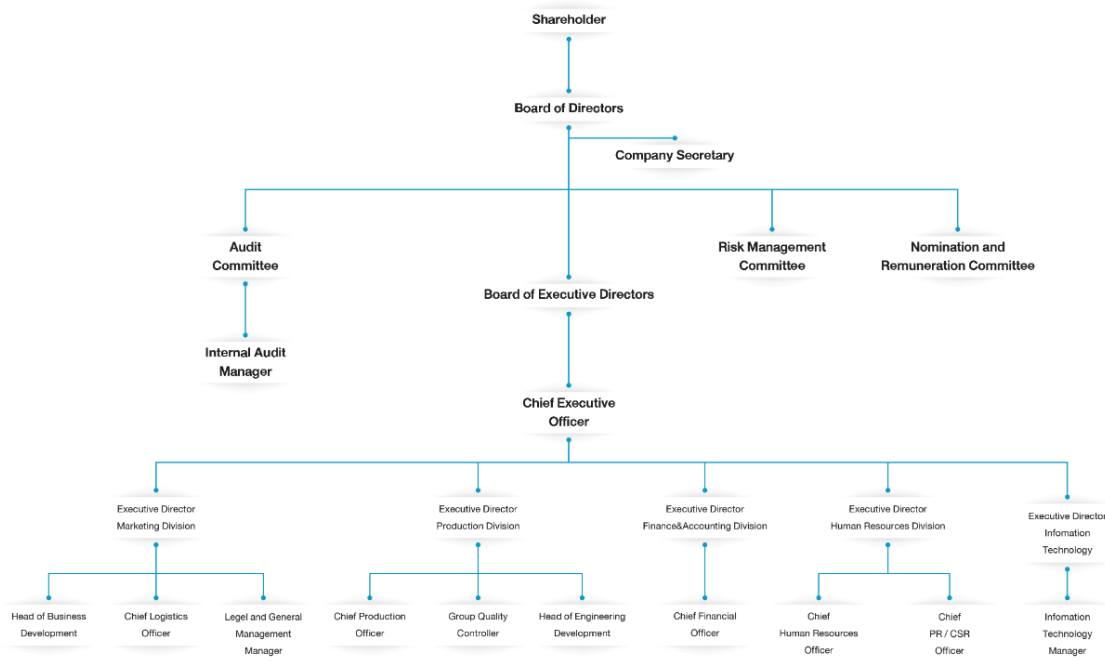 Shareholder
Board of Directors
Company Secretary
Audit
Committee
Risk Management
Committee
Nomination and
Remuneration Committee
Board of Executive Directors
Internal Audit
Manager
Chief Executive
Officer
Executive Director
Marketing Division
Executive Director
Production Division
Executive Director
Finance&Accounting Division
Executive Director
Human Resources Division
Executive Director
Infomation
Technology
Head of Business
Development
Chief Logistics
Officer
Legel and General
Management
Manager
Chief Production
Officer
Group Quality
Controller
Head of Engineering
Development
Chief Financial
Officer
Chief
Human Resources
Officer
Chief
PR / CSR
Officer
Infomation
Technology
Manager